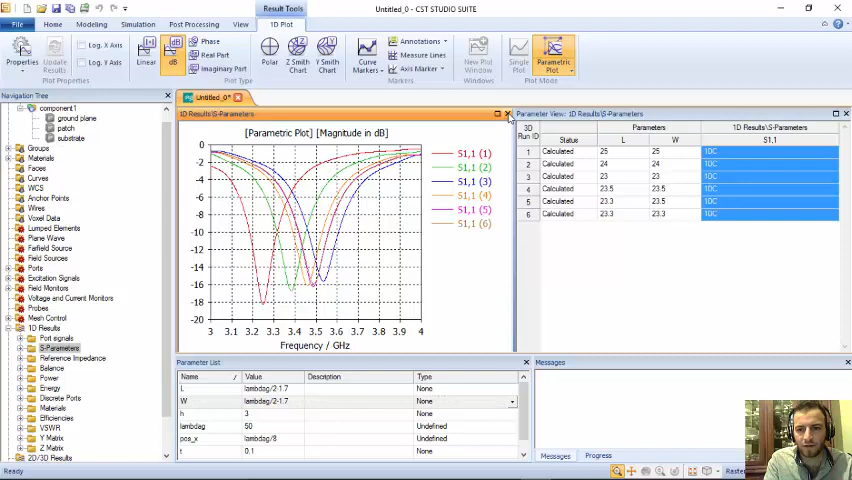 Result Tools
Untitled_0 - CST STUDIO SUITE
File Home Modeling Simulation Post Processing View 1D Plot
Properties
Update Results
Log. X Axis
Log. Y Axis
Plot Properties
Linear
dB
Phase
Real Part
Imaginary Part
Plot Type
Polar
Z Smith Chart
Y Smith Chart
Curve Markers
Annotations
Measure Lines
Axis Marker
Markers
New Plot Window
Windows
Single Plot
Parametric Plot
Plot Mode
Navigation Tree
component1
ground plane
patch
substrate
Groups
Materials
Faces
Curves
WCS
Anchor Points
Wires
Voxel Data
Lumped Elements
Plane Wave
Farfield Source
Field Sources
Ports
Excitation Signals
Field Monitors
Voltage and Current Monitors
Probes
Mesh Control
1D Results
Port signals
S-Parameters
Reference Impedance
Balance
Power
Energy
Discrete Ports
Materials
Efficiencies
VSWR
Y Matrix
Z Matrix
2D/3D Results
Untitled_0*
1D Results\S-Parameters
[Parametric Plot] [Magnitude in dB]
0
-2
-4
-6
-8
-10
-12
-14
-16
-18
-20
3 3.1 3.2 3.3 3.4 3.5 3.6 3.7 3.8 3.9 4
Frequency / GHz
S1,1 (1)
S1,1 (2)
S1,1 (3)
S1,1 (4)
S1,1 (5)
S1,1 (6)
Parameter View: 1D Results\S-Parameters
3D Run ID
Parameters
1D Results\S-Parameters
Status L W S1,1
1 Calculated 25 25 1DC
2 Calculated 24 24 1DC
3 Calculated 23 23 1DC
4 Calculated 23.5 23.5 1DC
5 Calculated 23.3 23.3 1DC
6 Calculated 23.3 23.3 1DC
Parameter List
Name / Value Description Type
L lambdag/2-1.7 None
W lambdag/2-1.7 None
h 3 None
lambdag 50 Undefined
pos_x lambdag/8 Undefined
t 0.1 None
Messages
Messages Progress
Ready
Raster